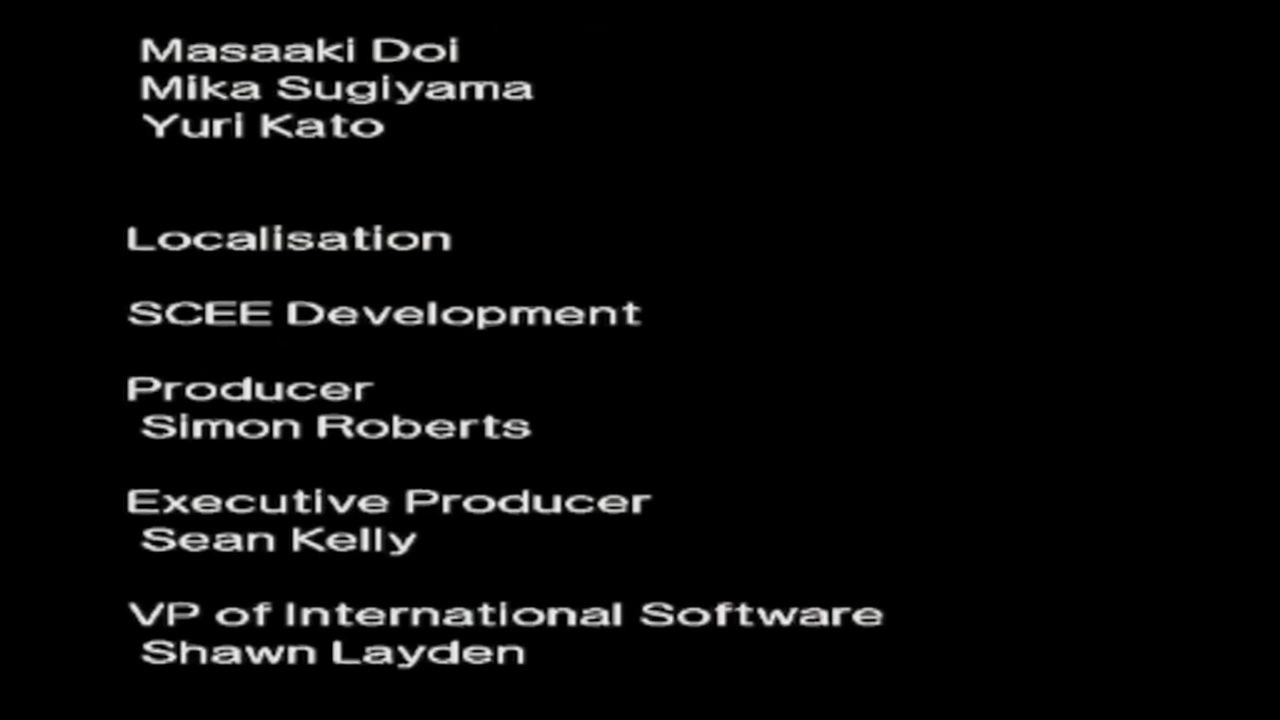 Masaaki Doi
Mika Sugiyama
Yuri Kato
Localisation
SCEE Development
Producer
Simon Roberts
Executive Producer
Sean Kelly
VP of International Software
Shawn Layden